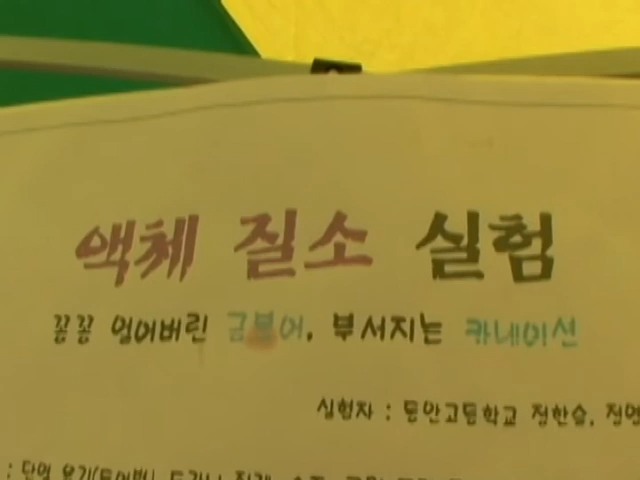 액체 질소 실험
꽁꽁 얼어버린 금붕어, 부서지는 카네이션
실험자 : 동안고등학교 정한슬,